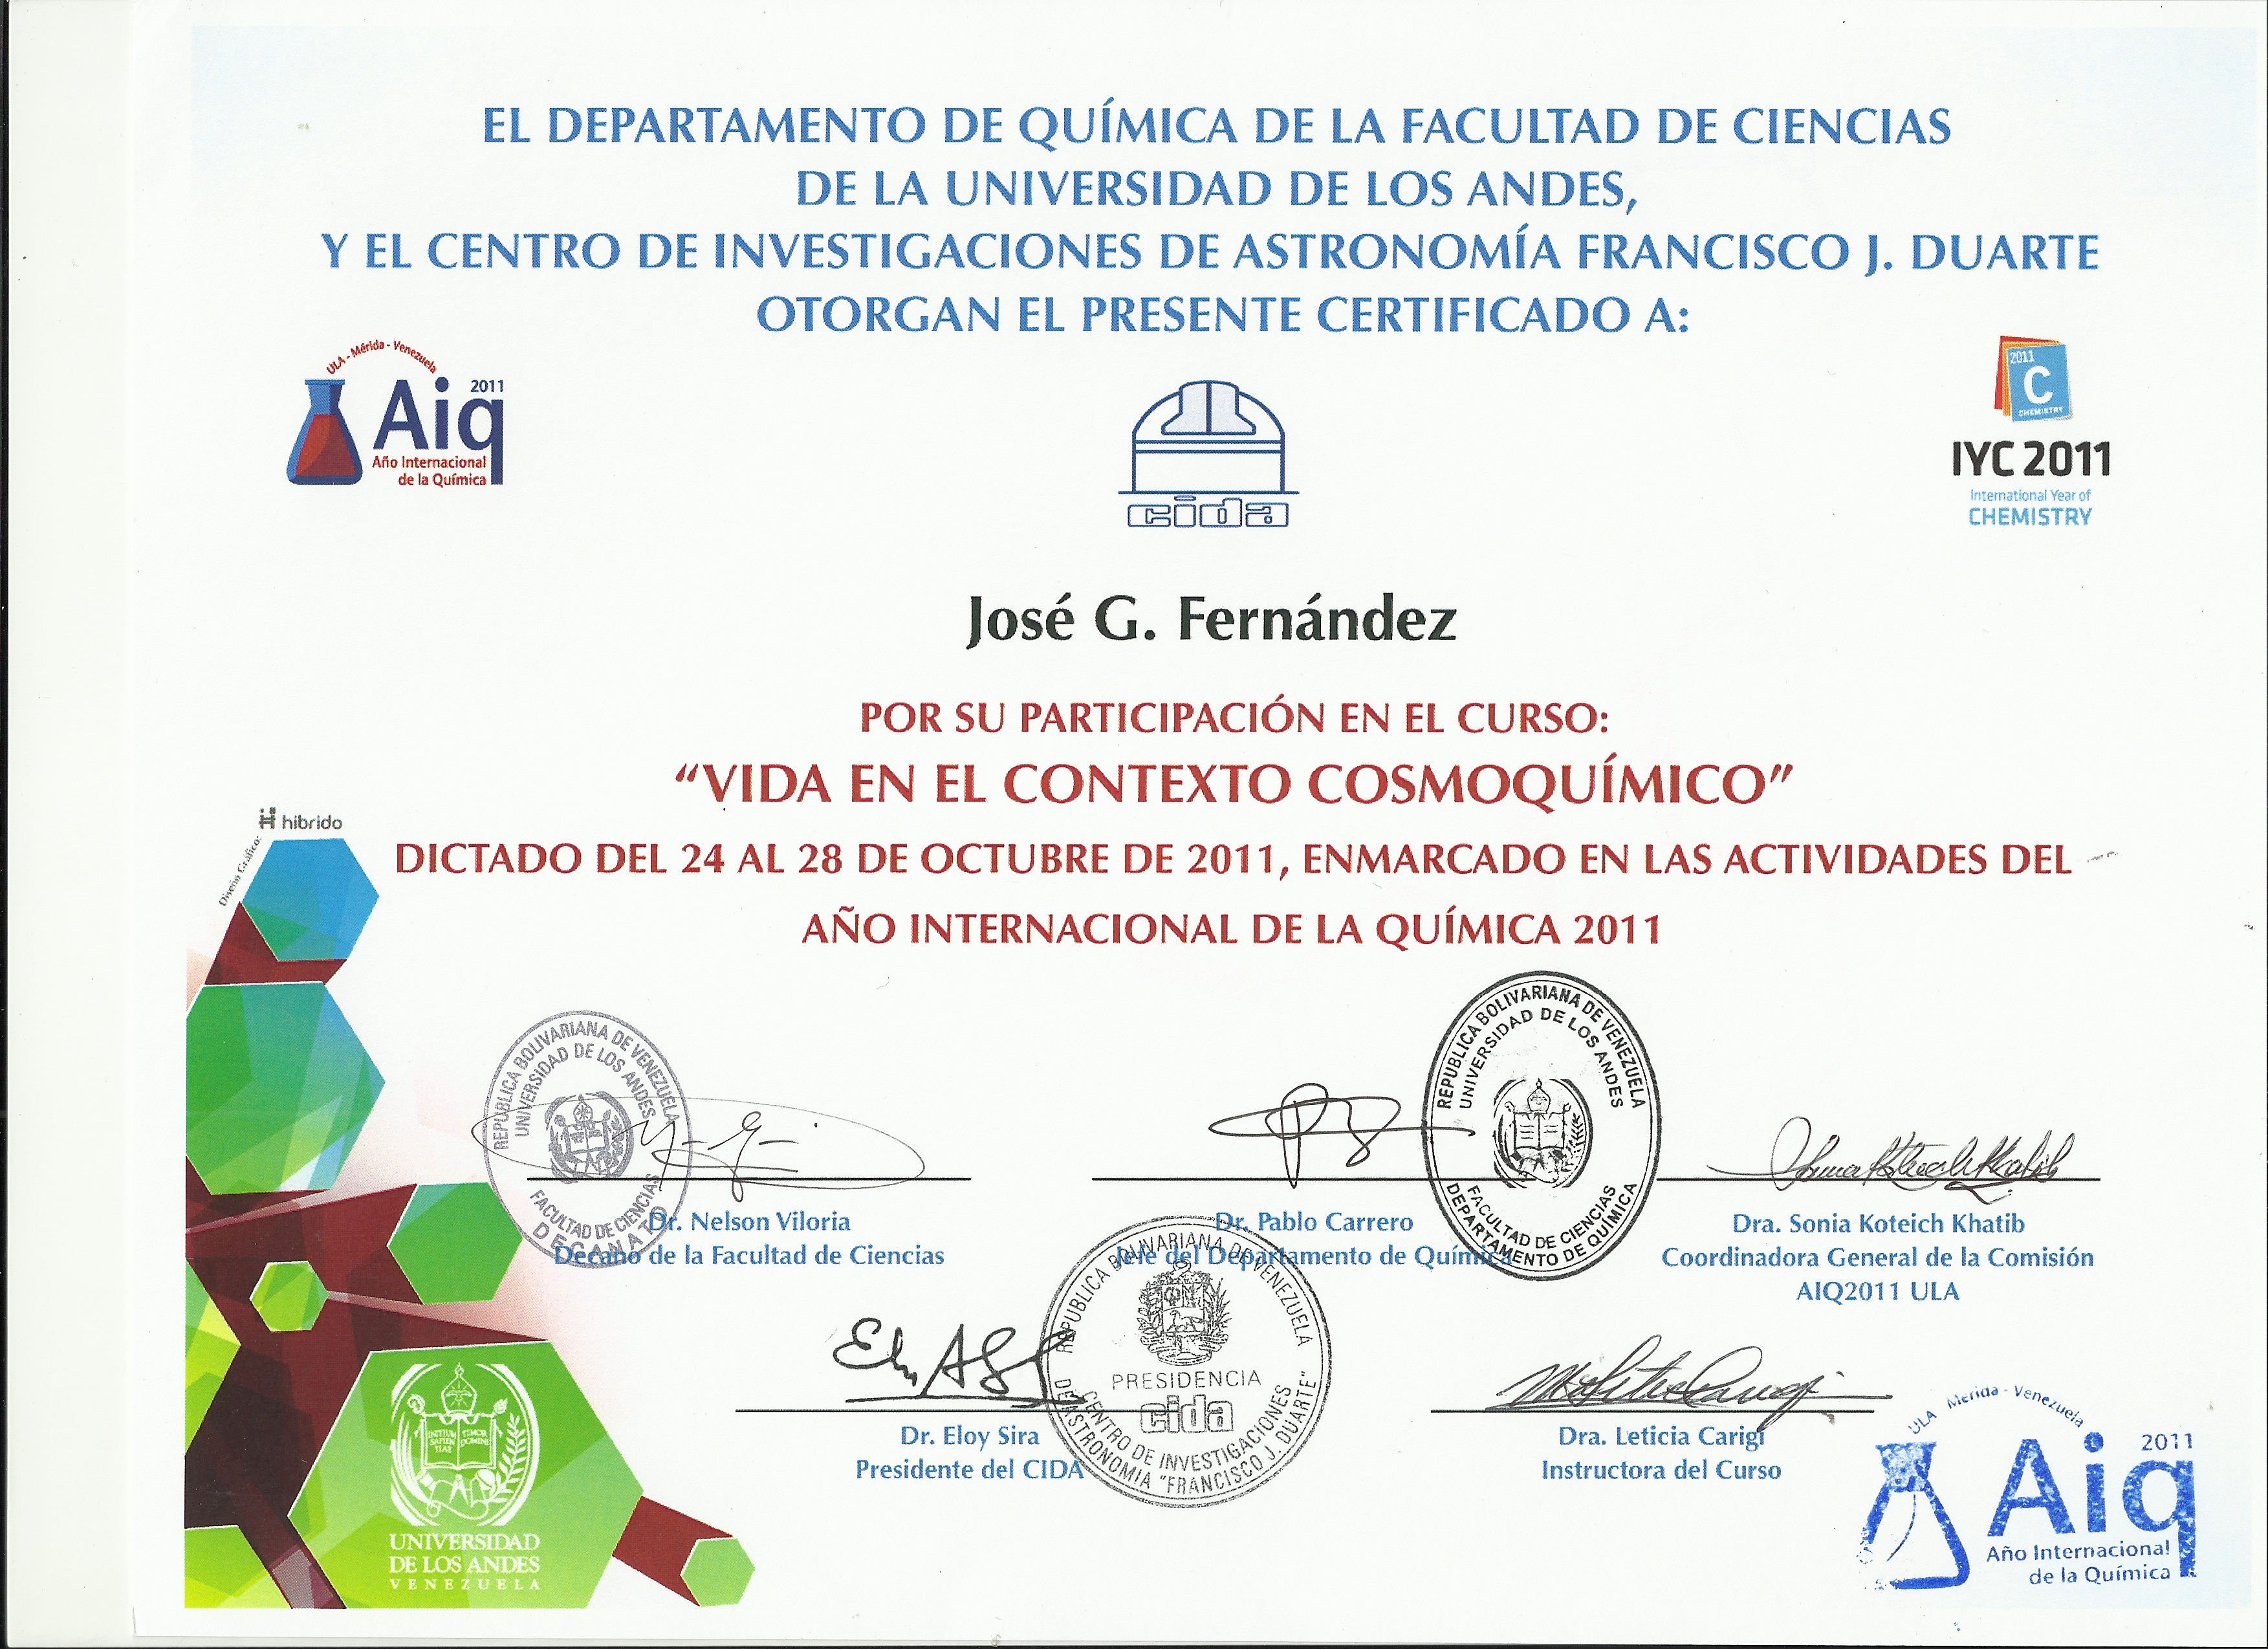 EL DEPARTAMENTO DE QUÍMICA DE LA FACULTAD DE CIENCIAS
DE LA UNIVERSIDAD DE LOS ANDES,
Y EL CENTRO DE INVESTIGACIONES DE ASTRONOMÍA FRANCISCO J. DUARTE
OTORGAN EL PRESENTE CERTIFICADO A:
ULA - Mérida - Venezuela
Aiq 2011
Año Internacional
de la Química
cida
2011
C
CHEMISTRY
IYC 2011
International Year of
CHEMISTRY
José G. Fernández
POR SU PARTICIPACIÓN EN EL CURSO:
“VIDA EN EL CONTEXTO COSMOQUÍMICO”
DICTADO DEL 24 AL 28 DE OCTUBRE DE 2011, ENMARCADO EN LAS ACTIVIDADES DEL
AÑO INTERNACIONAL DE LA QUÍMICA 2011
Diseño Gráfico:
hibrido
REPÚBLICA BOLIVARIANA DE VENEZUELA
UNIVERSIDAD DE LOS ANDES
FACULTAD DE CIENCIAS
DECANATO
Dr. Nelson Viloria
Decano de la Facultad de Ciencias
REPUBLICA BOLIVARIANA DE VENEZUELA
UNIVERSIDAD DE LOS ANDES
FACULTAD DE CIENCIAS
DEPARTAMENTO DE QUÍMICA
Dr. Pablo Carrero
Jefe del Departamento de Química
Sonia Koteich Khatib
Dra. Sonia Koteich Khatib
Coordinadora General de la Comisión
AIQ2011 ULA
REPUBLICA BOLIVARIANA DE VENEZUELA
PRESIDENCIA
cida
CENTRO DE INVESTIGACIONES
DE ASTRONOMIA "FRANCISCO J. DUARTE"
Dr. Eloy Sira
Presidente del CIDA
Dra. Leticia Carigi
Instructora del Curso
ULA Mérida - Venezuela
Aiq 2011
Año Internacional
de la Química
INITIUM SAPIENTIAE TIMOR DOMINI
UNIVERSIDAD
DE LOS ANDES
VENEZUELA